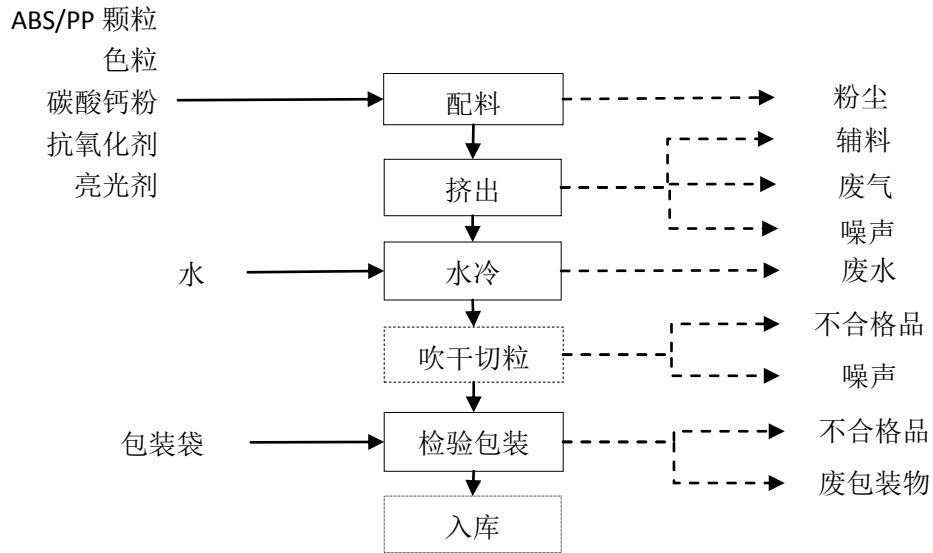 ABS/PP 颗粒
色粒
碳酸钙粉
抗氧化剂
亮光剂
配料
粉尘
辅料
挤出
废气
噪声
水
水冷
废水
吹干切粒
不合格品
噪声
包装袋
检验包装
不合格品
废包装物
入库